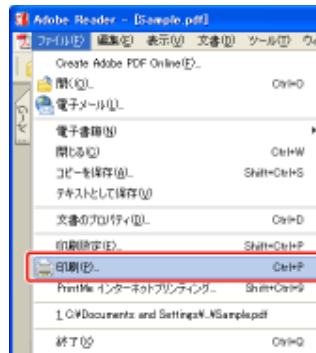 Adobe Reader - [Sample.pdf]
ファイル(F) 編集(E) 表示(V) 文書(D) ツール(T) ウィ
Create Adobe PDF Online(F)...
開く(O)... Ctrl+O
電子メール(L)...
電子書籍(N)
閉じる(C) Ctrl+W
コピーを保存(A)... Shift+Ctrl+S
テキストとして保存(V)
文書のプロパティ(D)... Ctrl+D
印刷設定(E)... Shift+Ctrl+P
印刷(P)... Ctrl+P
PrintMe インターネットプリンティング... Shift+Ctrl+9
1 C:¥Documents and Settings¥..¥Sample.pdf
終了(X) Ctrl+Q